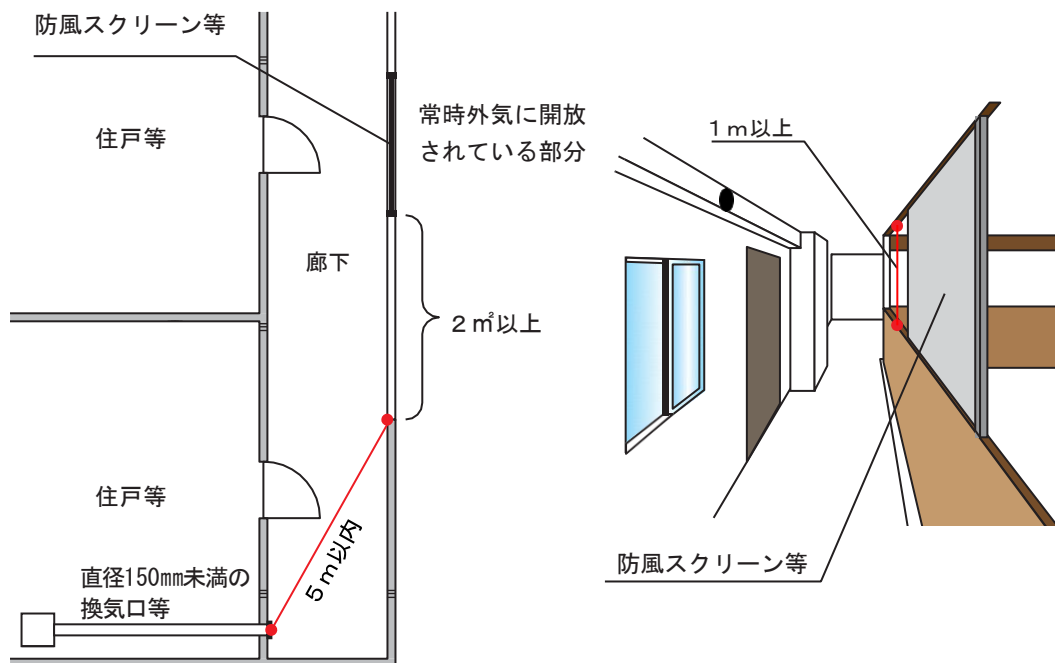 防風スクリーン等
住戸等
常時外気に開放
されている部分
廊下
２㎡以上
住戸等
５ｍ以内
直径150㎜未満の
換気口等
１ｍ以上
防風スクリーン等